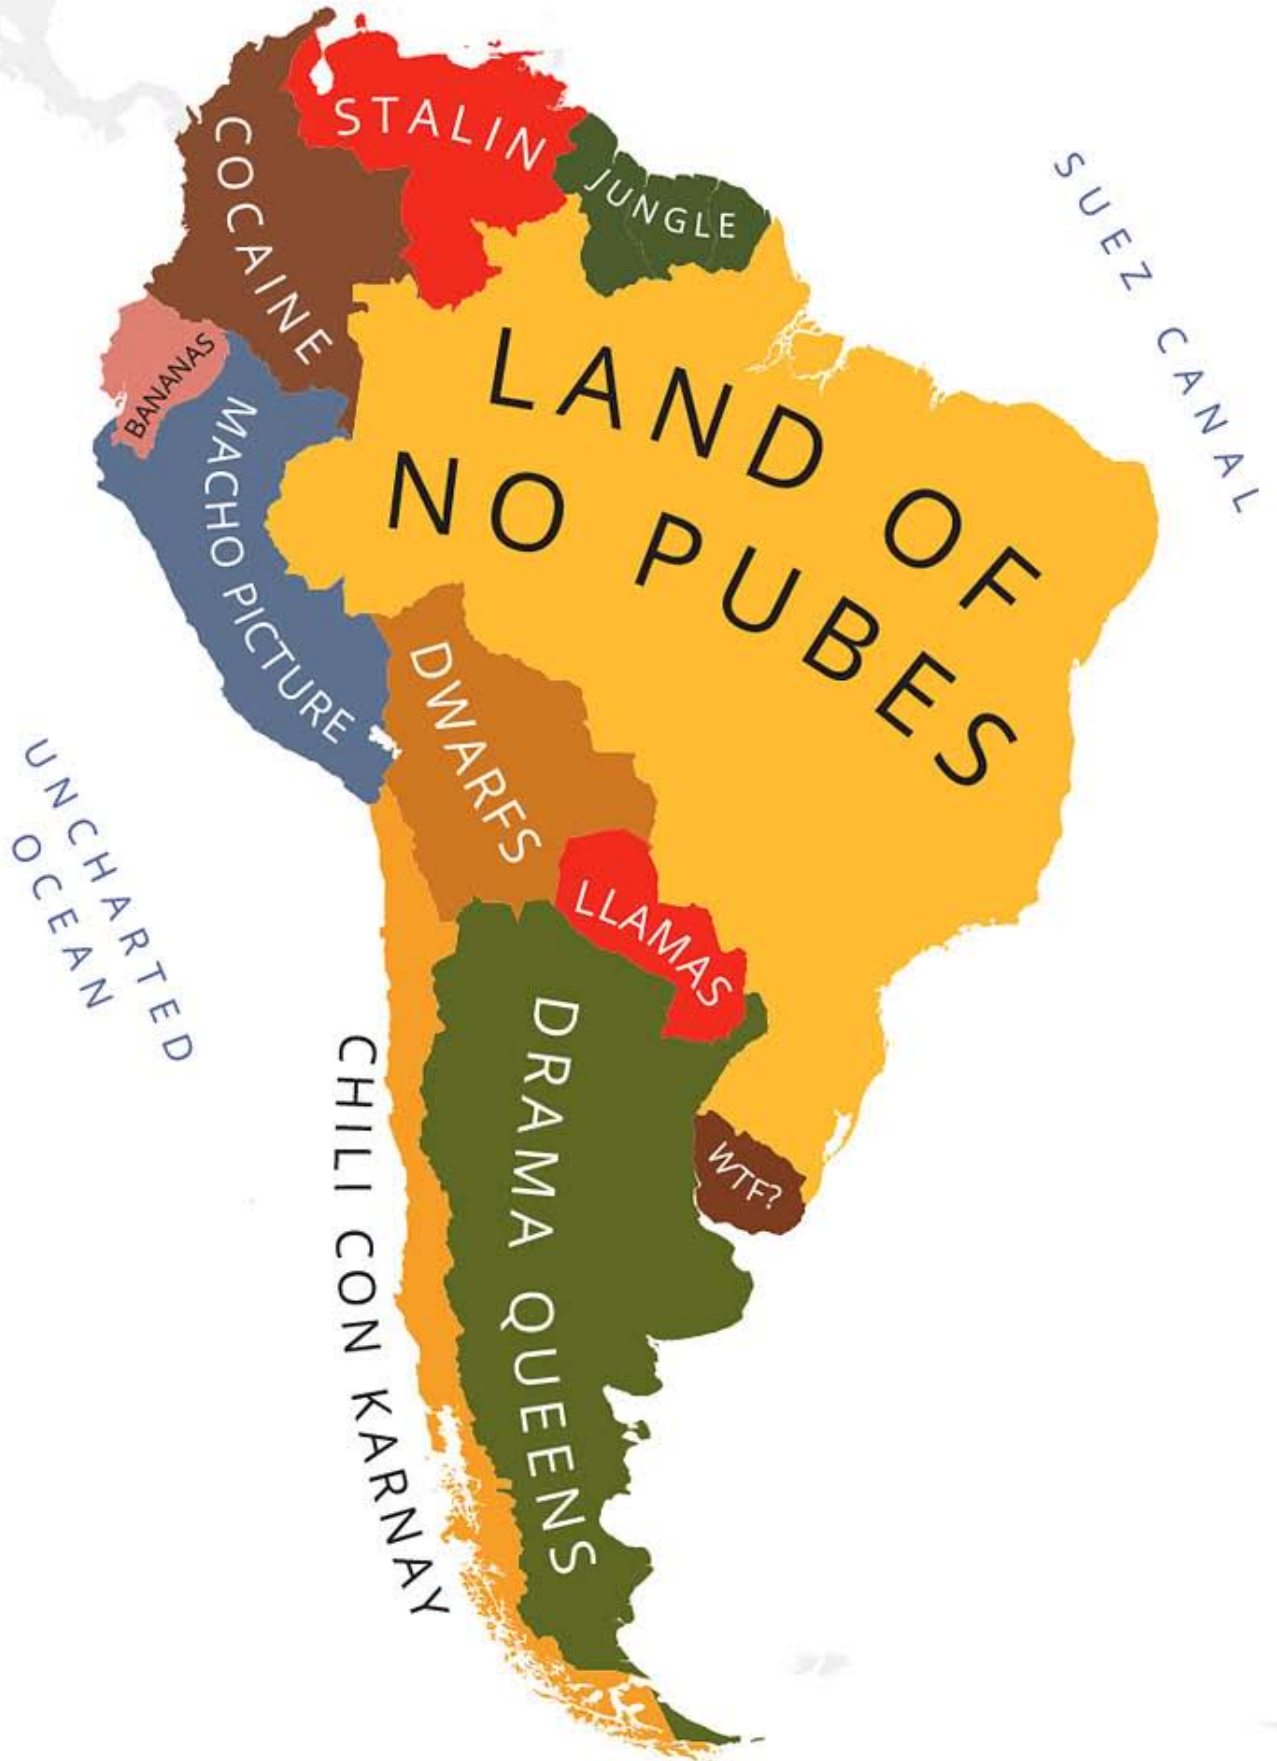 STALIN
COCAINE
JUNGLE
SUEZ CANAL
BANANAS
LAND OF
NO PUBES
MACHO PICTURE
DWARFS
UNCHARTED
OCEAN
LLAMAS
DRAMA QUEENS
CHILI CON KARNAY
WTF?